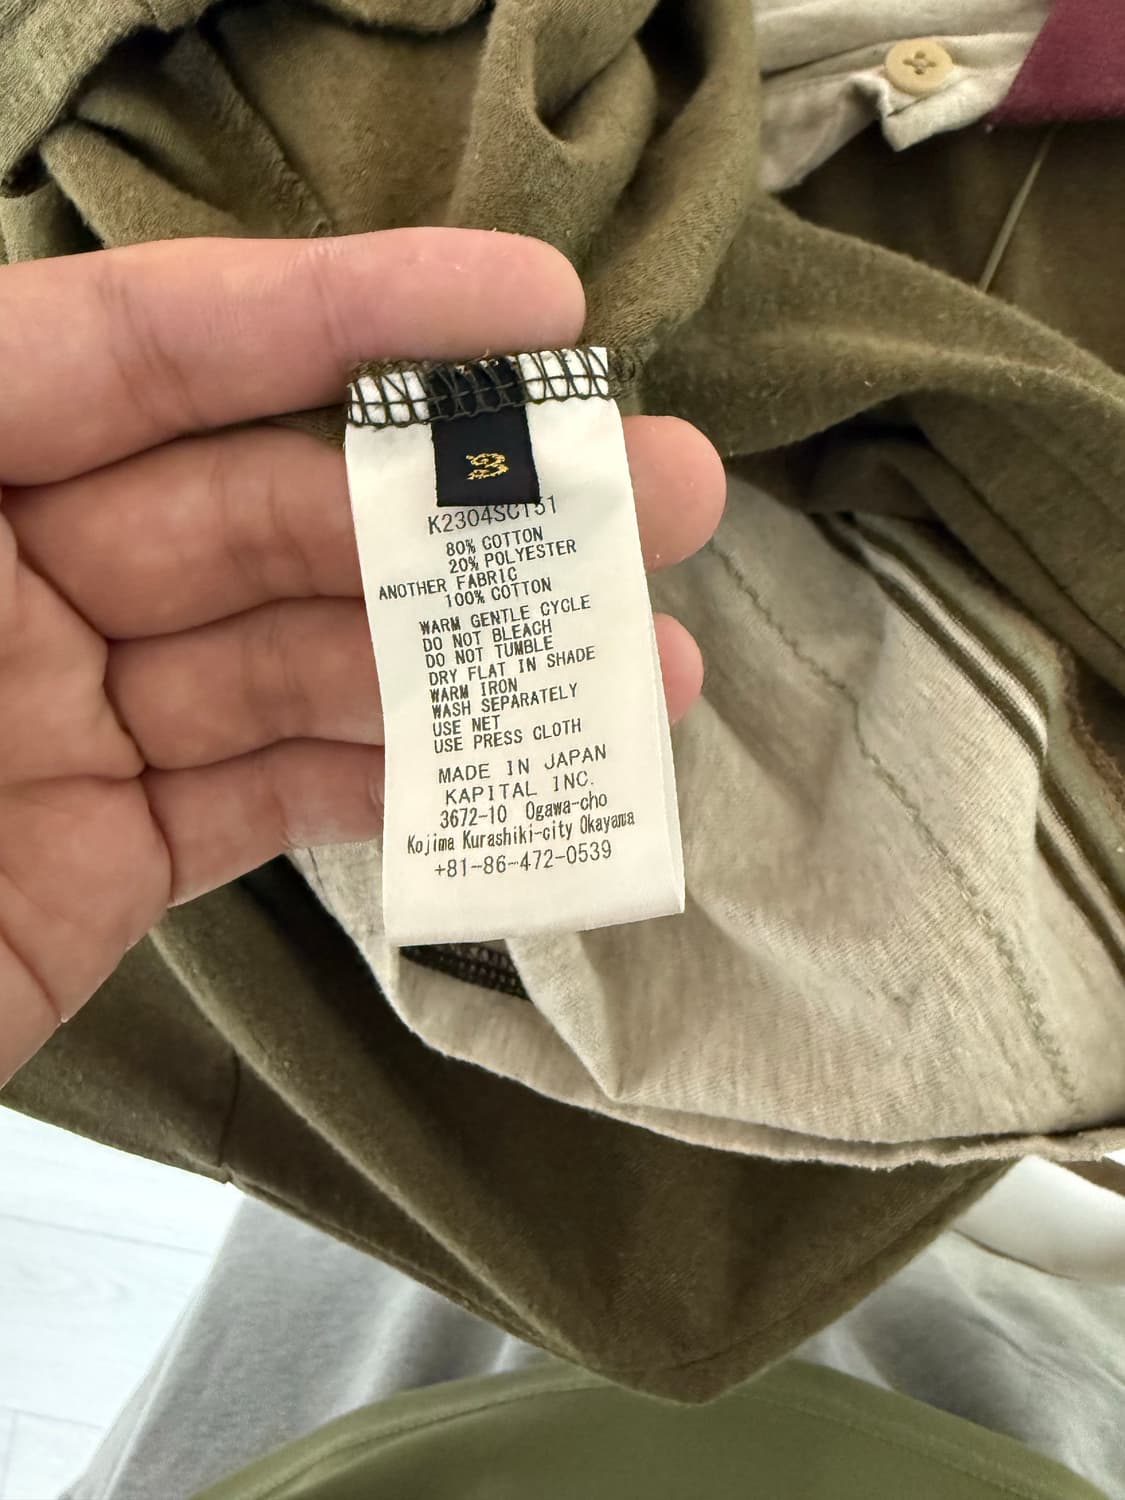 3
K2304SC151
80% COTTON
20% POLYESTER
ANOTHER FABRIC
100% COTTON
WARM GENTLE CYCLE
DO NOT BLEACH
DO NOT TUMBLE
DRY FLAT IN SHADE
WARM IRON
WASH SEPARATELY
USE NET
USE PRESS CLOTH
MADE IN JAPAN
KAPITAL INC.
3672-10 Ogawa-cho
Kojima Kurashiki-city Okayama
+81-86-472-0539